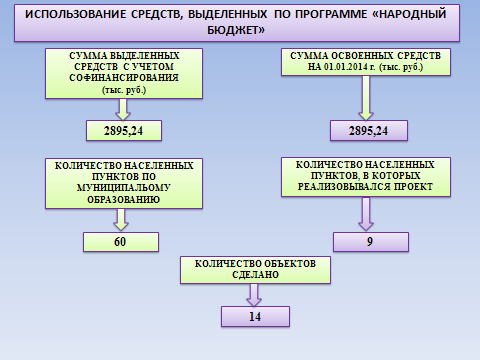 ИСПОЛЬЗОВАНИЕ СРЕДСТВ, ВЫДЕЛЕННЫХ ПО ПРОГРАММЕ «НАРОДНЫЙ
БЮДЖЕТ»
СУММА ВЫДЕЛЕННЫХ
СРЕДСТВ С УЧЕТОМ
СОФИНАНСИРОВАНИЯ
(тыс. руб.)
2895,24
СУММА ОСВОЕННЫХ СРЕДСТВ
НА 01.01.2014 г. (тыс. руб.)
2895,24
КОЛИЧЕСТВО НАСЕЛЕННЫХ
ПУНКТОВ ПО
МУНИЦИПАЛЬОМУ
ОБРАЗОВАНИЮ
60
КОЛИЧЕСТВО НАСЕЛЕННЫХ
ПУНКТОВ, В КОТОРЫХ
РЕАЛИЗОВЫВАЛСЯ ПРОЕКТ
9
КОЛИЧЕСТВО ОБЪЕКТОВ
СДЕЛАНО
14